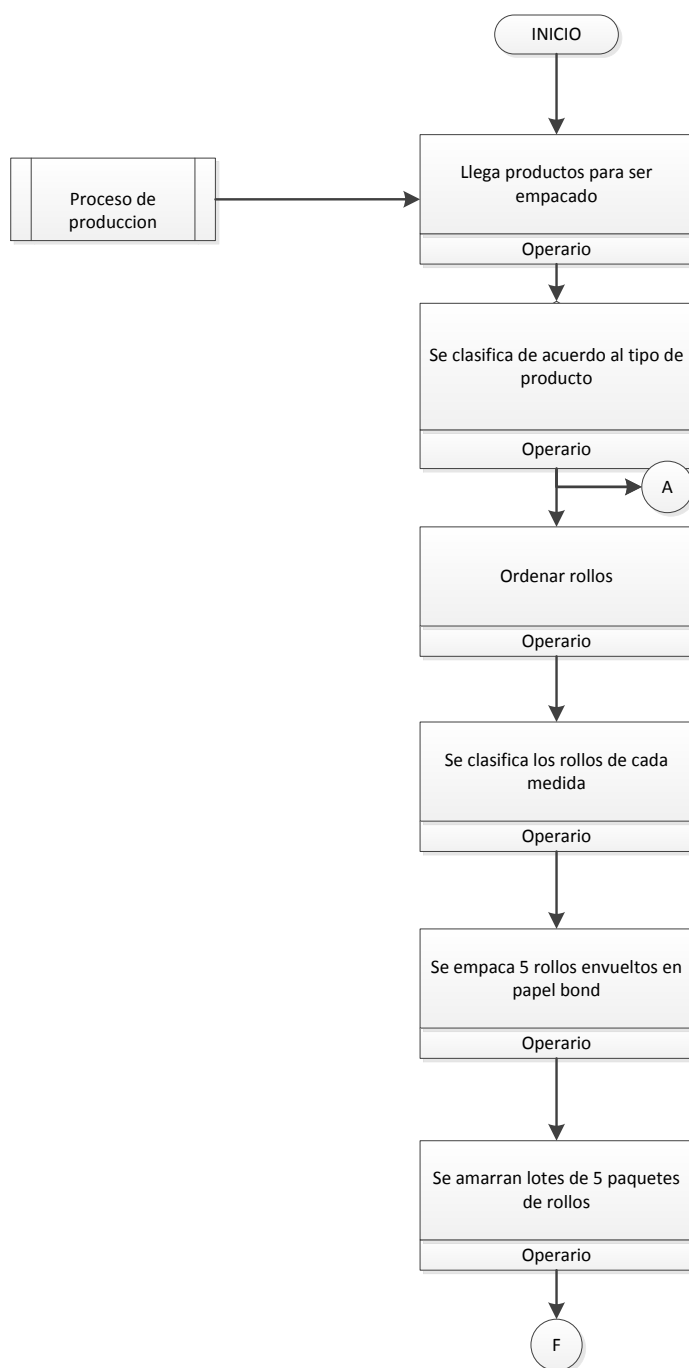 INICIO
Llega productos para ser
empacado
Operario
Proceso de
produccion
Se clasifica de acuerdo al tipo de
producto
Operario
A
Ordenar rollos
Operario
Se clasifica los rollos de cada
medida
Operario
Se empaca 5 rollos envueltos en
papel bond
Operario
Se amarran lotes de 5 paquetes
de rollos
Operario
F